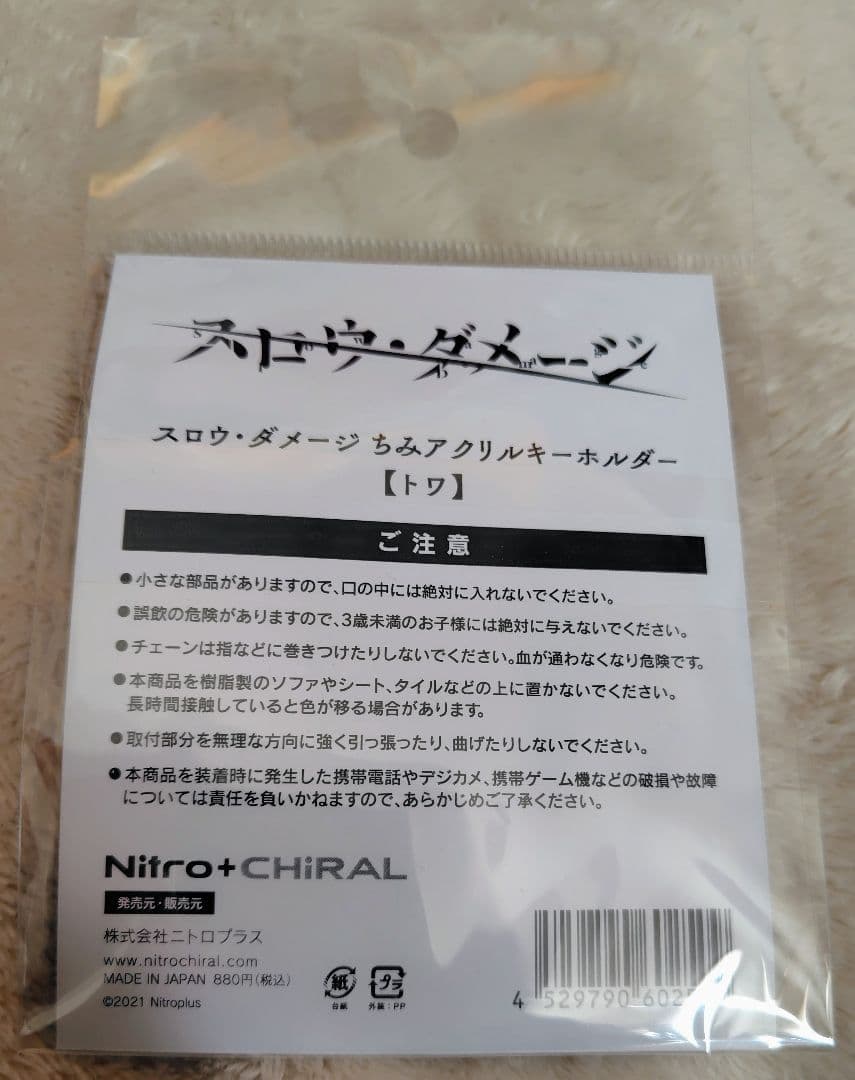 スロウ・ダメージ
スロウ・ダメージ ちみアクリルキーホルダー
【トワ】
ご注意
●小さな部品がありますので、口の中には絶対に入れないでください。
●誤飲の危険がありますので、3歳未満のお子様には絶対に与えないでください。
●チェーンは指などに巻きつけたりしないでください。血が通わなくなり危険です。
●本商品を樹脂製のソファやシート、タイルなどの上に置かないでください。
長時間接触していると色が移る場合があります。
●取付部分を無理な方向に強く引っ張ったり、曲げたりしないでください。
●本商品を装着時に発生した携帯電話やデジカメ、携帯ゲーム機などの破損や故障
については責任を負いかねますので、あらかじめご了承ください。
Nitro+CHiRAL
発売元・販売元
株式会社ニトロプラス
www.nitrochiral.com
MADE IN JAPAN 880円(税込)
©2021 Nitroplus
紙
台紙
プラ
外装:PP
4 529790